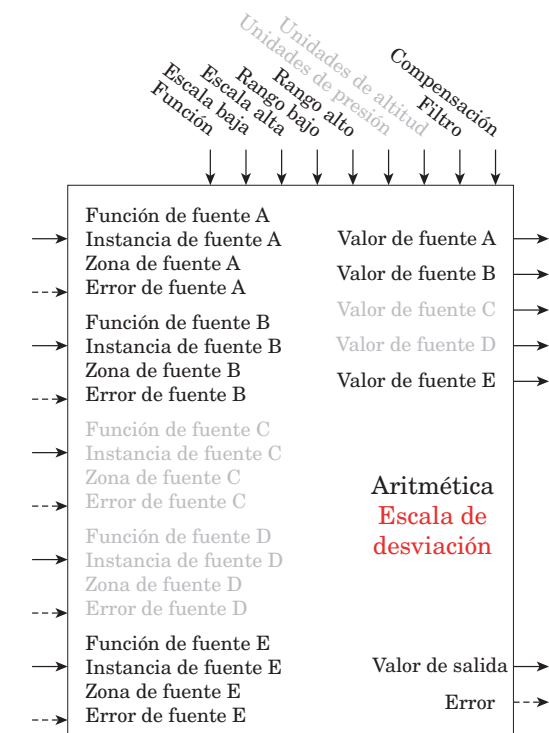 Función
Escala baja
Escala alta
Rango bajo
Rango alto
Unidades de presión
Unidades de altitud
Filtro
Compensación
Función de fuente A
Instancia de fuente A
Zona de fuente A
Error de fuente A
Función de fuente B
Instancia de fuente B
Zona de fuente B
Error de fuente B
Función de fuente C
Instancia de fuente C
Zona de fuente C
Error de fuente C
Función de fuente D
Instancia de fuente D
Zona de fuente D
Error de fuente D
Función de fuente E
Instancia de fuente E
Zona de fuente E
Error de fuente E
Valor de fuente A
Valor de fuente B
Valor de fuente C
Valor de fuente D
Valor de fuente E
Aritmética
Escala de
desviación
Valor de salida
Error